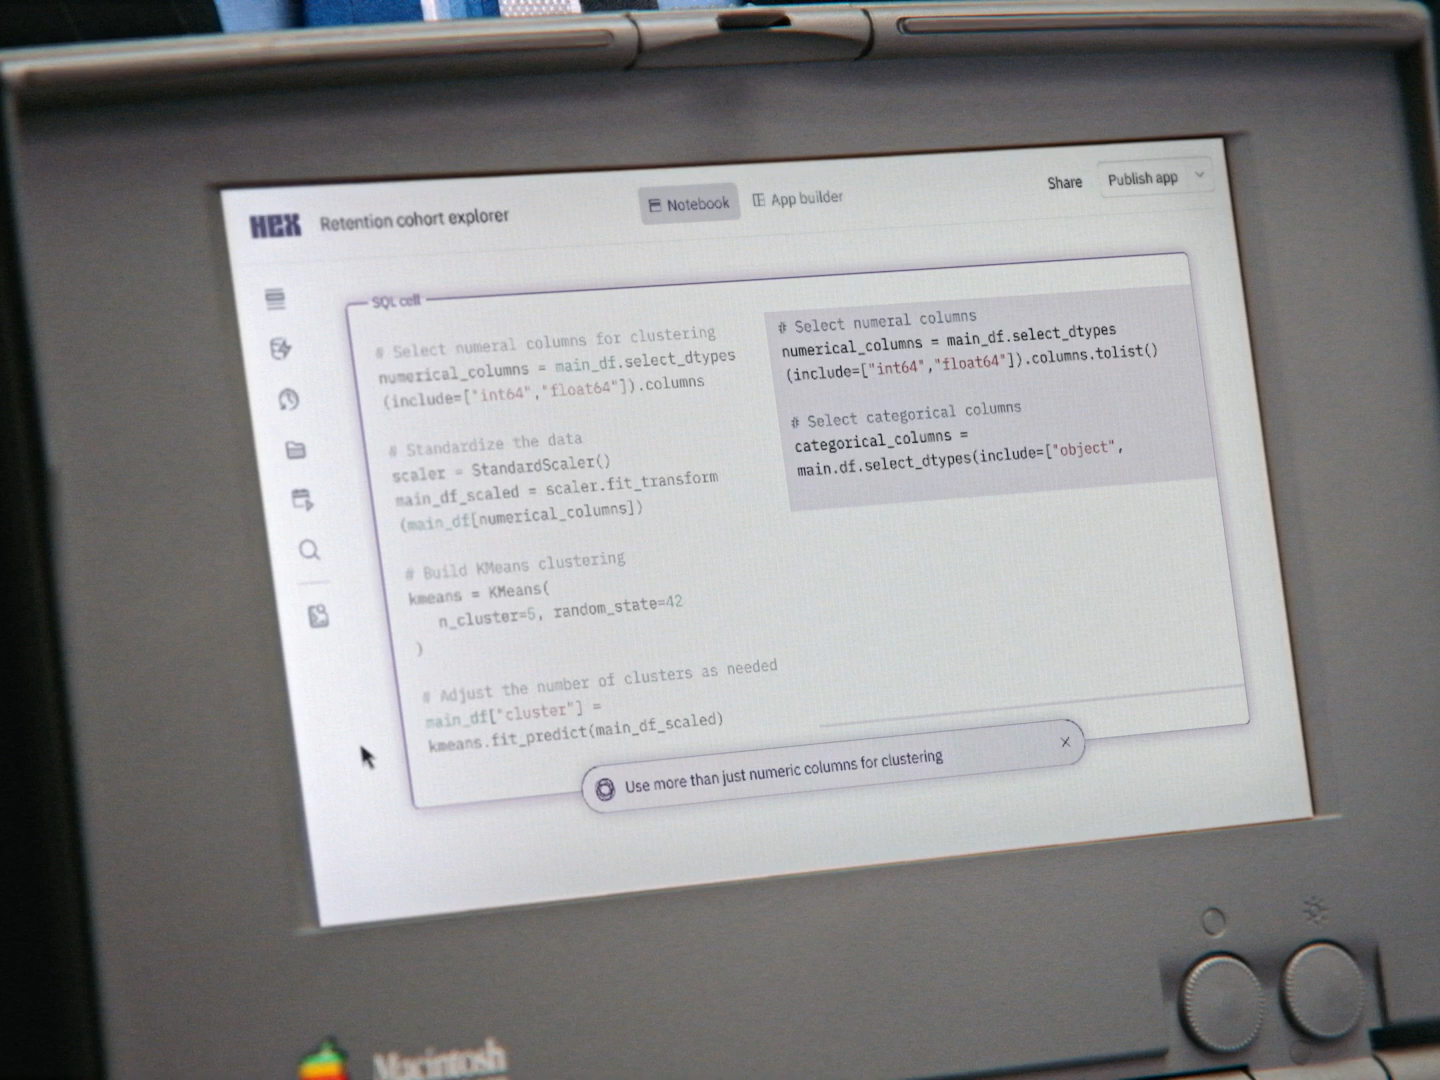 HEX
Retention cohort explorer
Notebook
App builder
Share
Publish app
SQL cell
# Select numeral columns for clustering
numerical_columns = main_df.select_dtypes
(include=["int64","float64"]).columns
# Standardize the data
scaler = StandardScaler()
main_df_scaled = scaler.fit_transform
(main_df[numerical_columns])
# Build KMeans clustering
kmeans = KMeans(
n_cluster=5, random_state=42
)
# Adjust the number of clusters as needed
main_df["cluster"] =
kmeans.fit_predict(main_df_scaled)
# Select numeral columns
numerical_columns = main_df.select_dtypes
(include=["int64","float64"]).columns.tolist()
# Select categorical columns
categorical_columns =
main.df.select_dtypes(include=["object",
Use more than just numeric columns for clustering
Macintosh